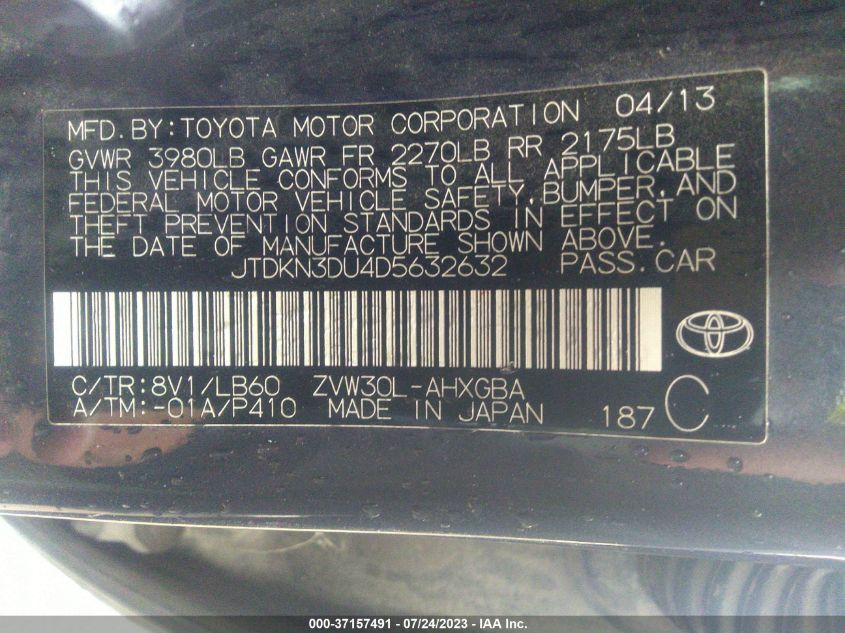 MFD. BY: TOYOTA MOTOR CORPORATION 04/13
GVWR 3980LB GAWR FR 2270LB RR 2175LB
THIS VEHICLE CONFORMS TO ALL APPLICABLE
FEDERAL MOTOR VEHICLE SAFETY, BUMPER, AND
THEFT PREVENTION STANDARDS IN EFFECT ON
THE DATE OF MANUFACTURE SHOWN ABOVE.
JTDKN3DU4D5632632 PASS. CAR
C/TR: 8V1/LB60 ZVW30L-AHXGBA
A/TM: -01A/P410 MADE IN JAPAN 187 C
000-37157491 - 07/24/2023 - IAA Inc.